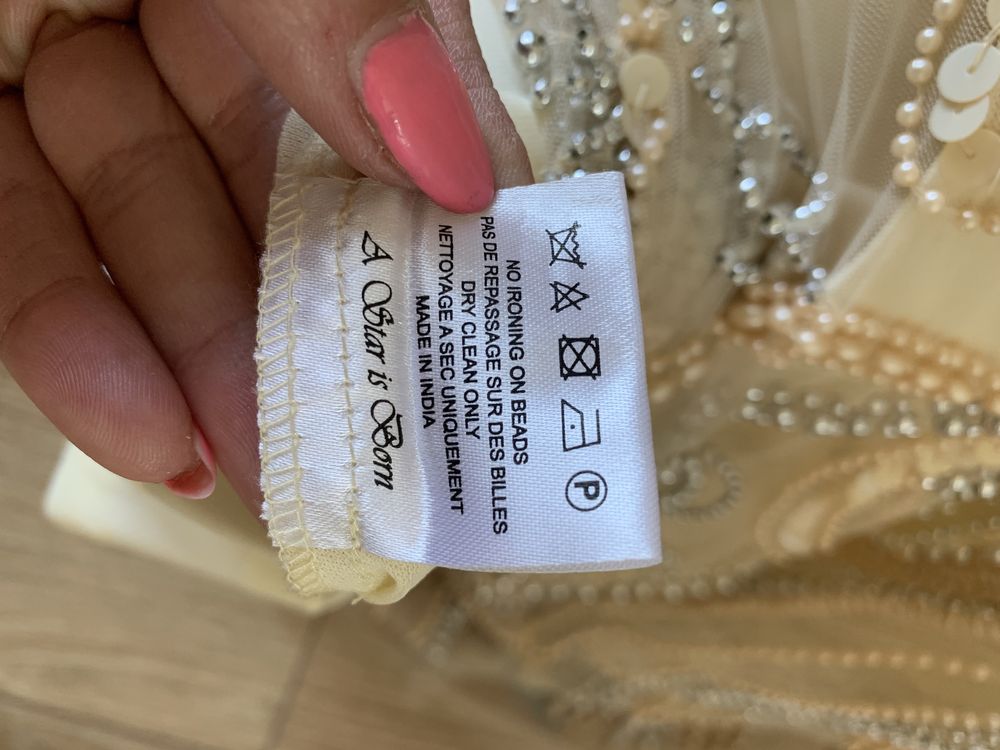 P
NO IRONING ON BEADS
PAS DE REPASSAGE SUR DES BILLES
DRY CLEAN ONLY
NETTOYAGE A SEC UNIQUEMENT
MADE IN INDIA
A Star is Born